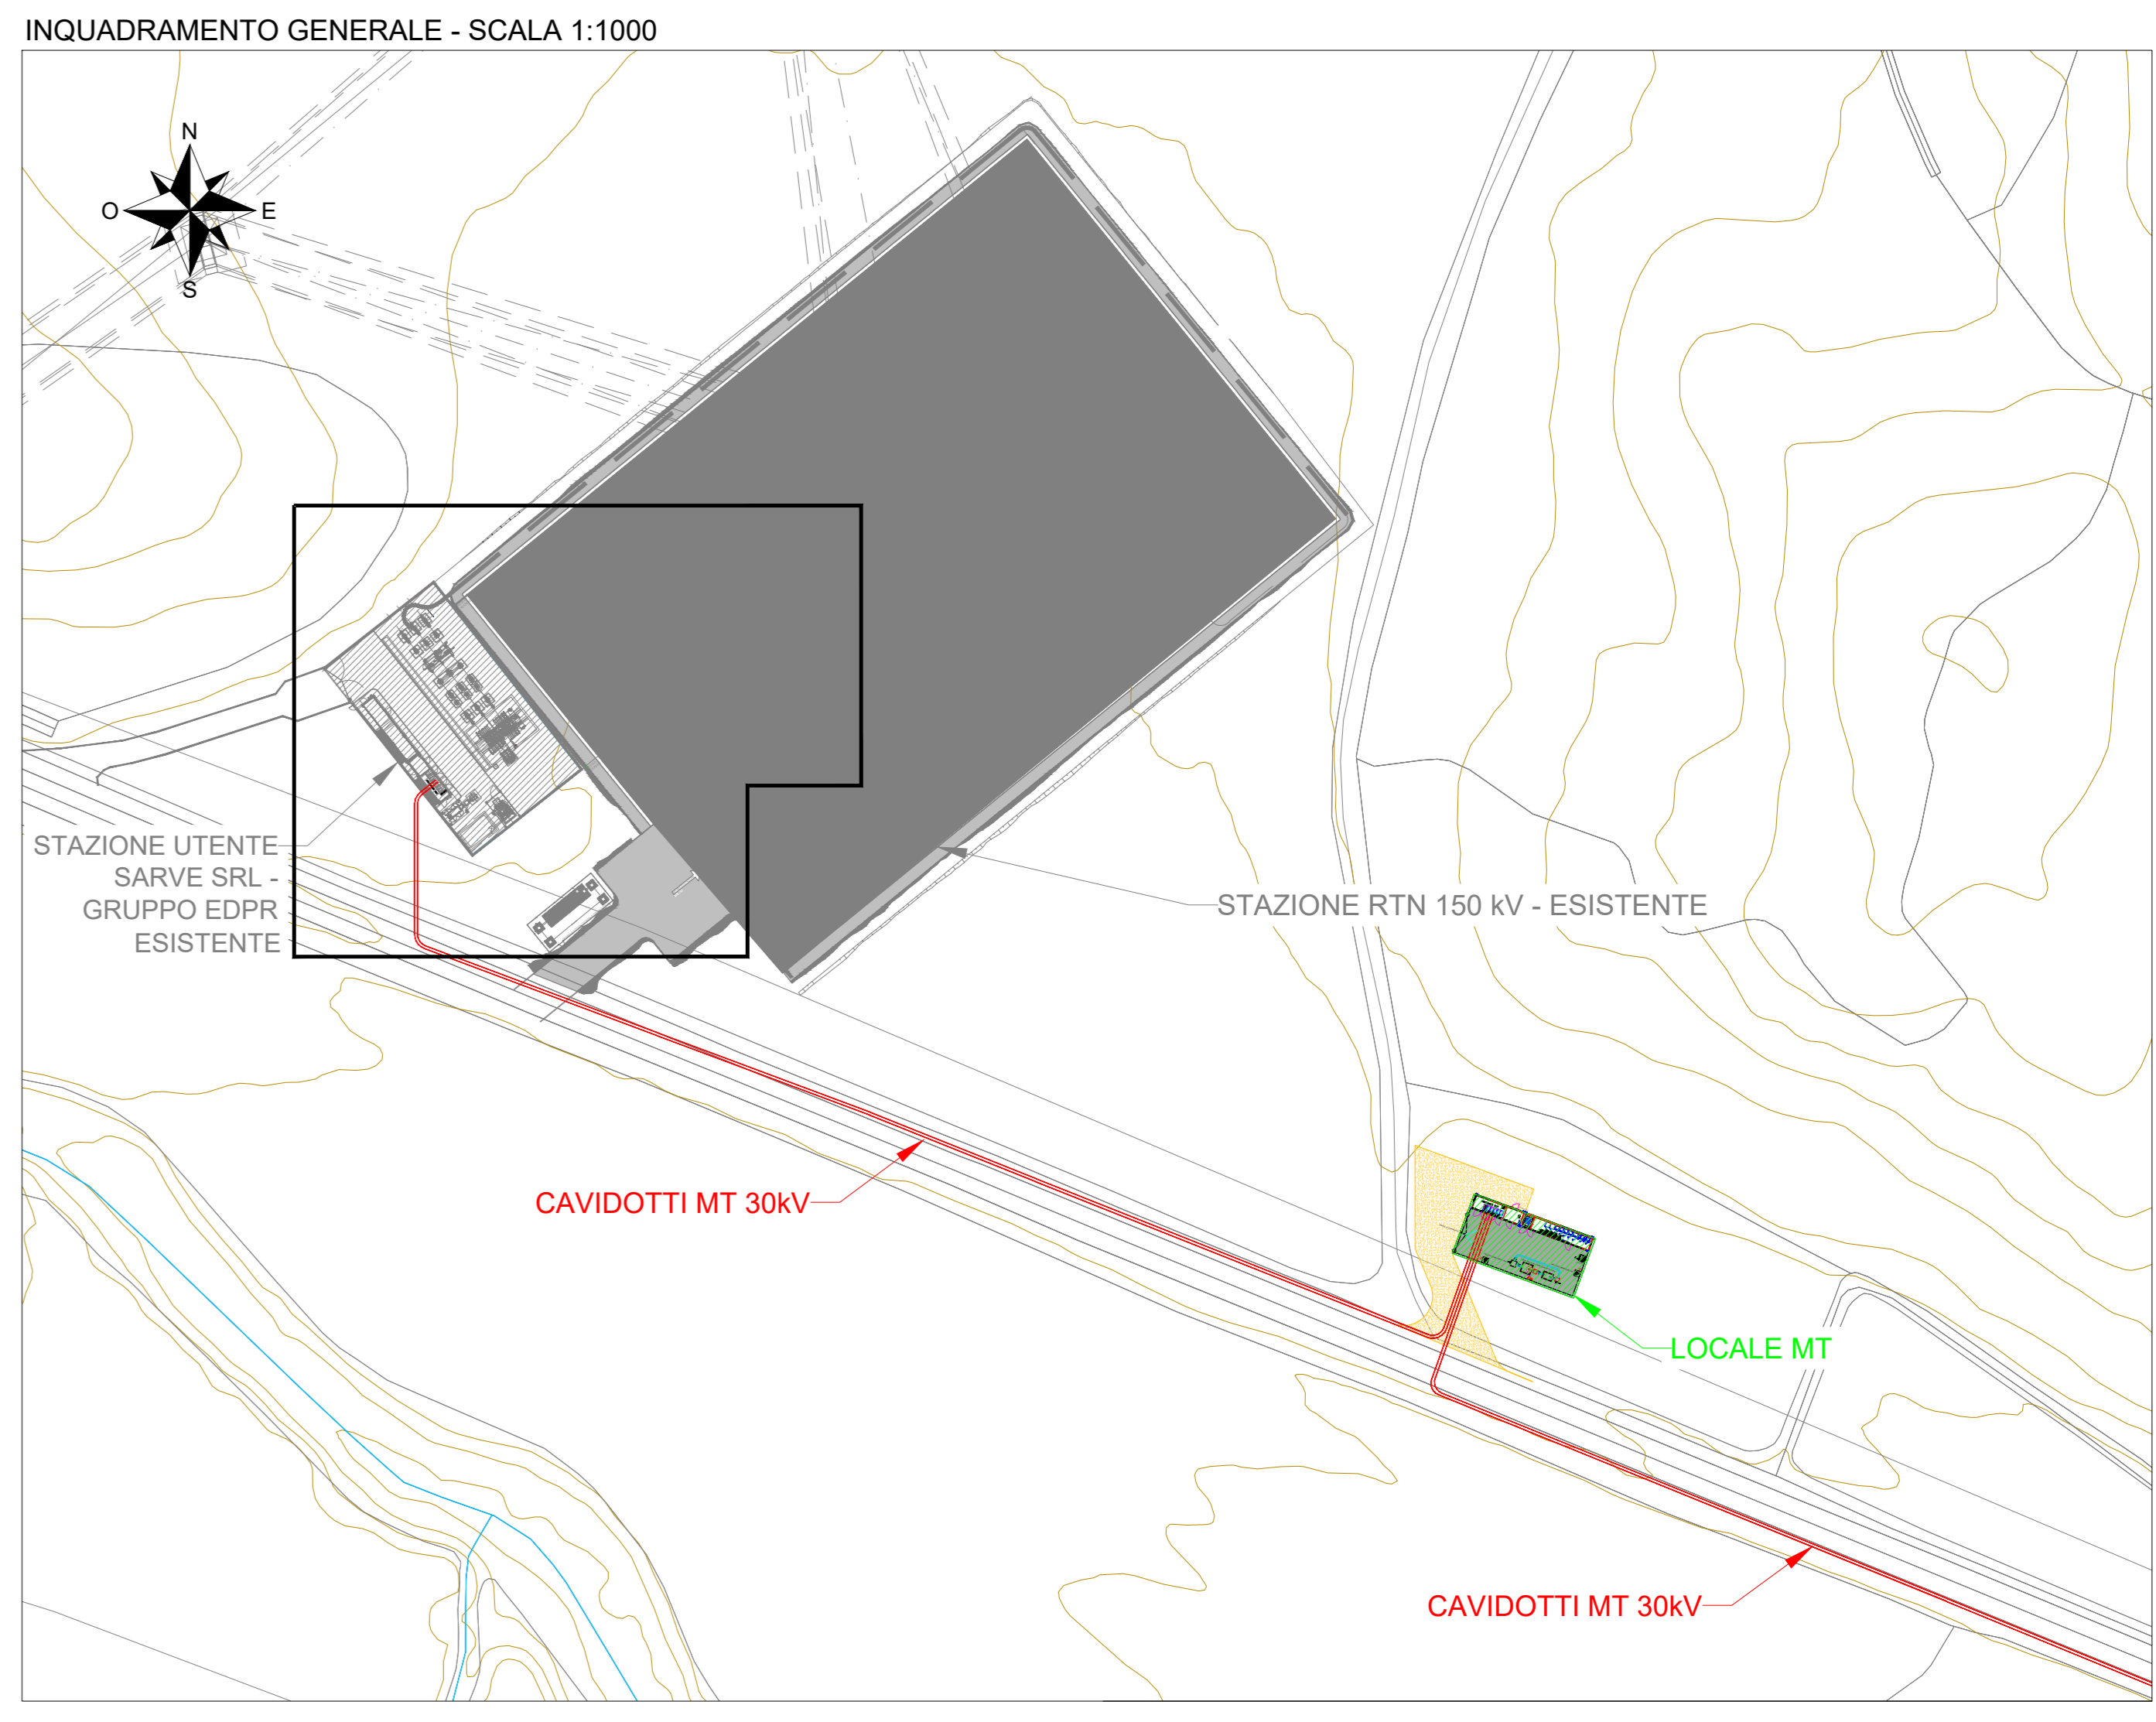 INQUADRAMENTO GENERALE - SCALA 1:1000
N
O
E
S
STAZIONE UTENTE
SARVE SRL -
GRUPPO EDPR
ESISTENTE
STAZIONE RTN 150 kV - ESISTENTE
CAVIDOTTI MT 30kV
LOCALE MT
CAVIDOTTI MT 30kV